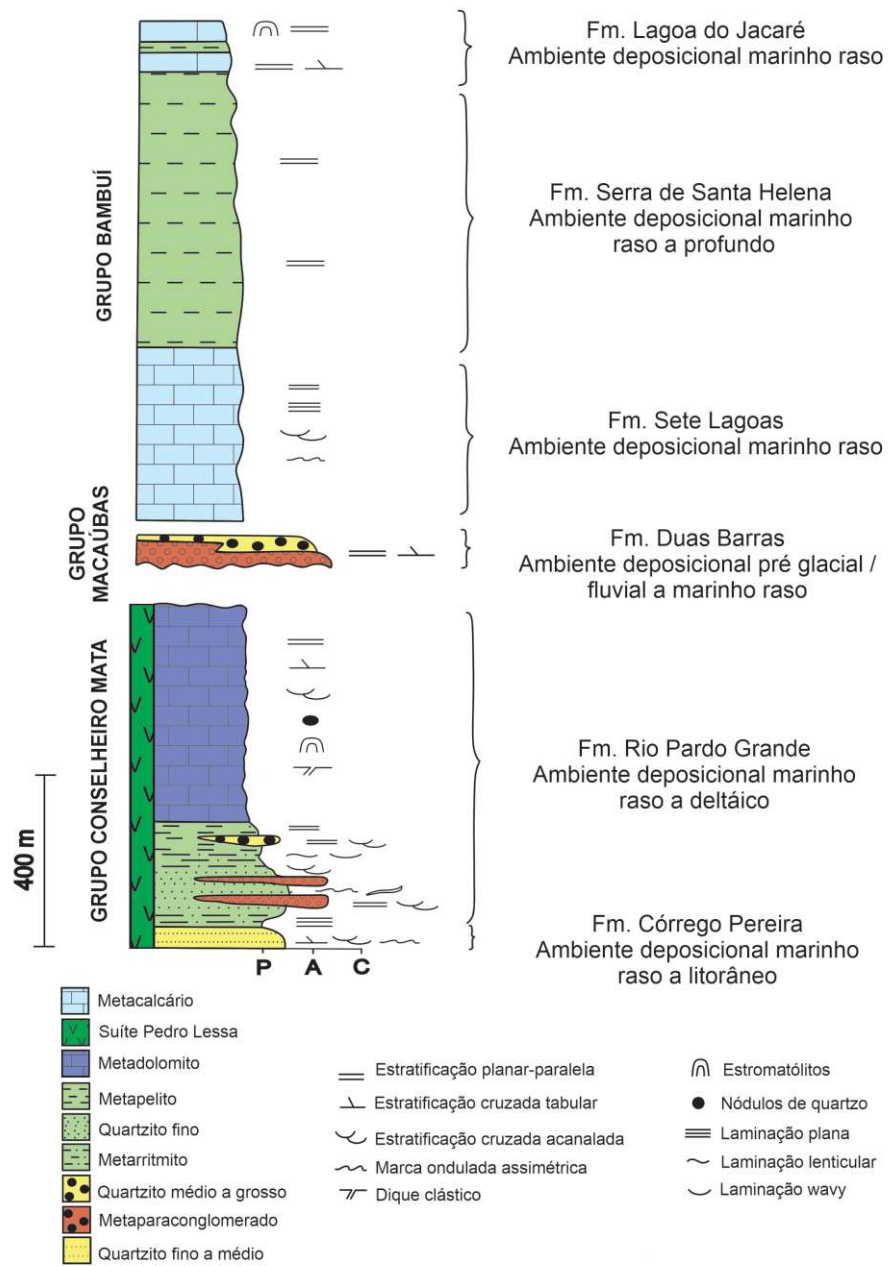 Fm. Lagoa do Jacaré
Ambiente deposicional marinho raso
GRUPO BAMBUÍ
Fm. Serra de Santa Helena
Ambiente deposicional marinho
raso a profundo
Fm. Sete Lagoas
Ambiente deposicional marinho raso
GRUPO
MACAÚBAS
Fm. Duas Barras
Ambiente deposicional pré glacial /
fluvial a marinho raso
GRUPO CONSELHEIRO MATA
Fm. Rio Pardo Grande
Ambiente deposicional marinho
raso a deltáico
400 m
Fm. Córrego Pereira
Ambiente deposicional marinho
raso a litorâneo
P A C
Metacalcário
Suíte Pedro Lessa
Metadolomito
Metapelito
Quartzito fino
Metarritmito
Quartzito médio a grosso
Metaparaconglomerado
Quartzito fino a médio
Estratificação planar-paralela
Estratificação cruzada tabular
Estratificação cruzada acanalada
Marca ondulada assimétrica
Dique clástico
Estromatólitos
Nódulos de quartzo
Laminação plana
Laminação lenticular
Laminação wavy